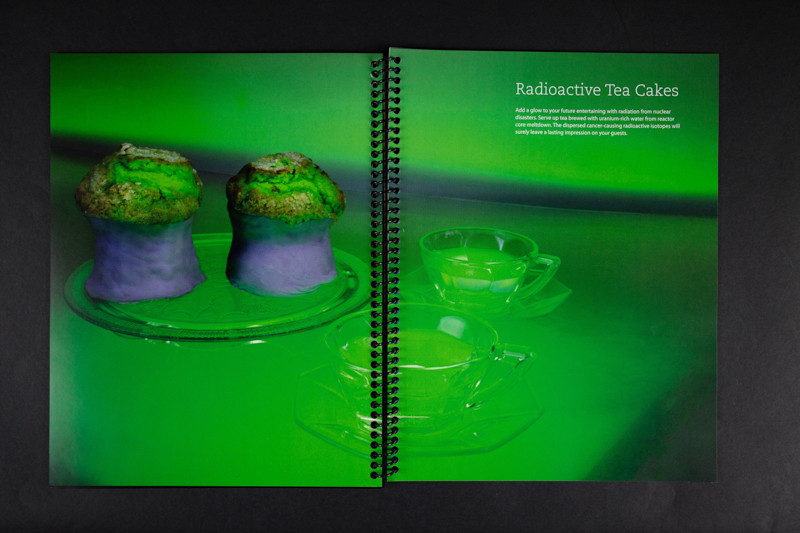 Radioactive Tea Cakes
Add a glow to your future entertaining with radiation from nuclear
disasters. Serve up tea brewed with uranium-rich water from reactor
core meltdown. The dispersed cancer-causing radioactive isotopes will
surely leave a lasting impression on your guests.